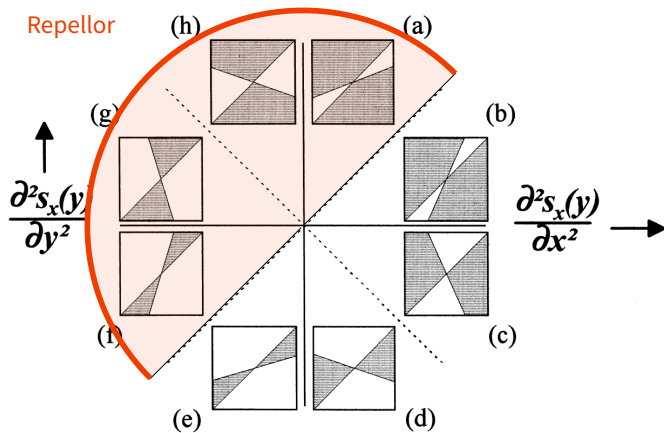 Repellor
(h) (a)
(g) (b)
∂²sₓ(y)
∂y²
∂²sₓ(y)
∂x²
(f) (c)
(e) (d)